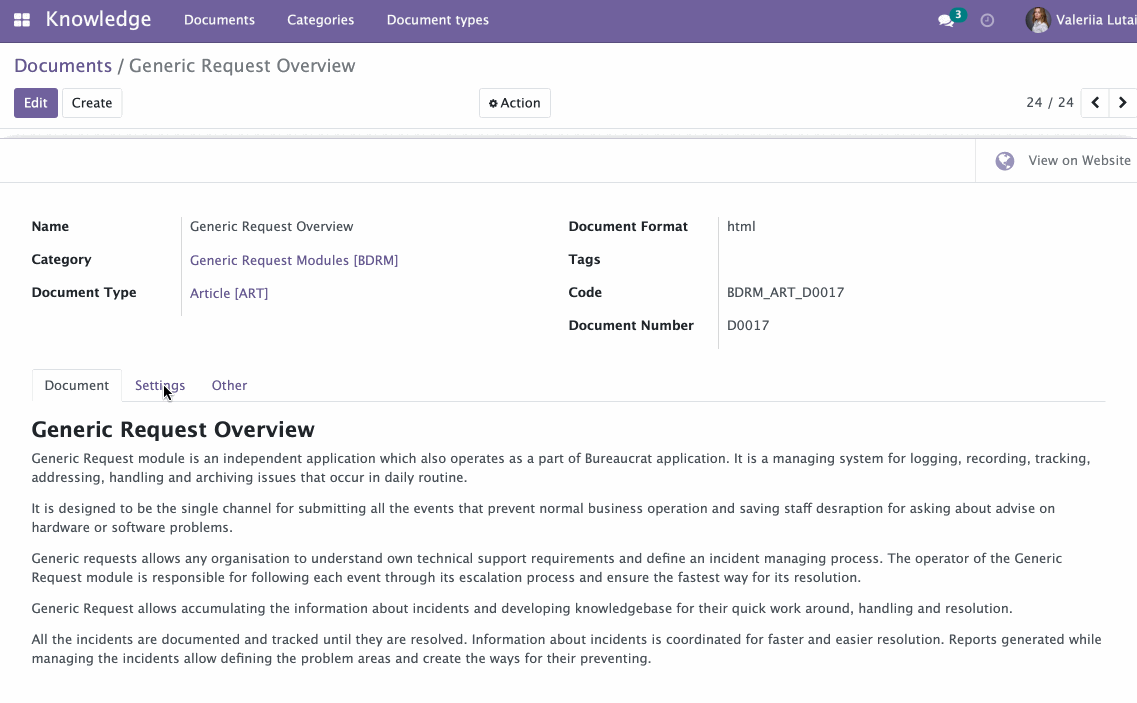 Knowledge Documents Categories Document types 3 Valeriia Lutai
Documents / Generic Request Overview
Edit Create Action 24 / 24
View on Website
Name Generic Request Overview Document Format html
Category Generic Request Modules [BDRM] Tags
Document Type Article [ART] Code BDRM_ART_D0017
Document Number D0017
Document Settings Other
Generic Request Overview
Generic Request module is an independent application which also operates as a part of Bureaucrat application. It is a managing system for logging, recording, tracking,
addressing, handling and archiving issues that occur in daily routine.
It is designed to be the single channel for submitting all the events that prevent normal business operation and saving staff desraption for asking about advise on
hardware or software problems.
Generic requests allows any organisation to understand own technical support requirements and define an incident managing process. The operator of the Generic
Request module is responsible for following each event through its escalation process and ensure the fastest way for its resolution.
Generic Request allows accumulating the information about incidents and developing knowledgebase for their quick work around, handling and resolution.
All the incidents are documented and tracked until they are resolved. Information about incidents is coordinated for faster and easier resolution. Reports generated while
managing the incidents allow defining the problem areas and create the ways for their preventing.